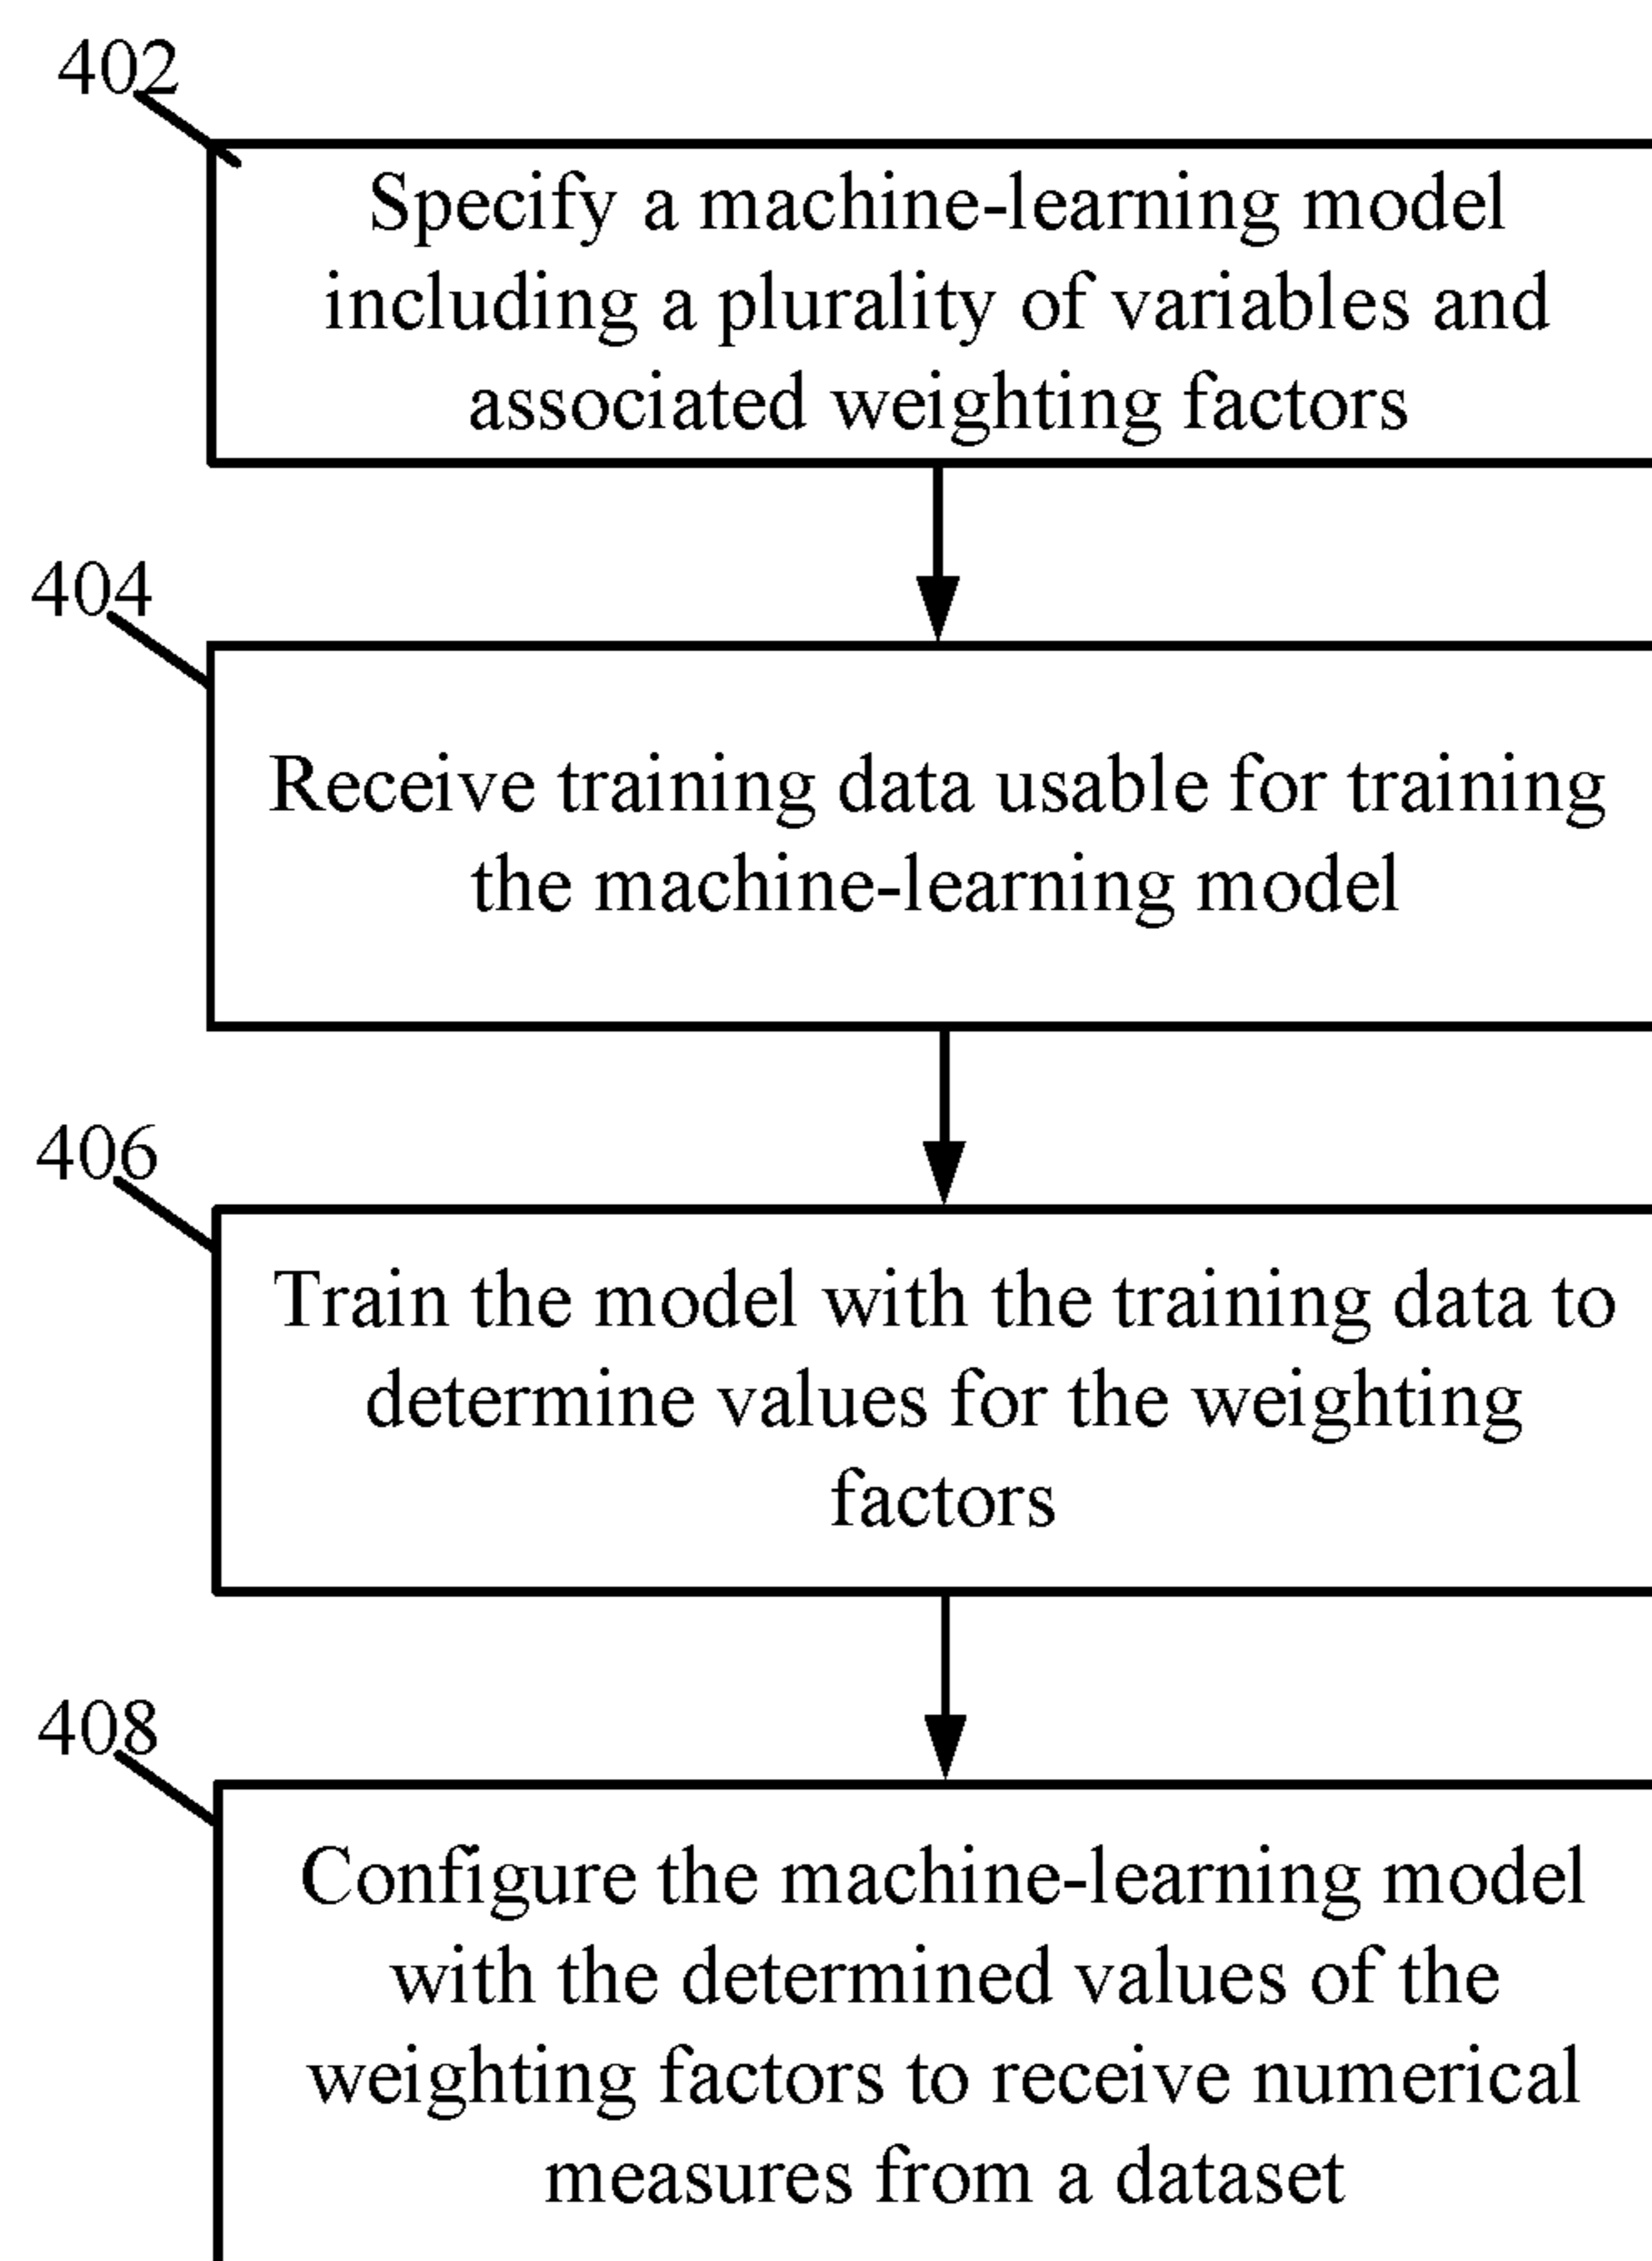 402
Specify a machine-learning model
including a plurality of variables and
associated weighting factors
404
Receive training data usable for training
the machine-learning model
406
Train the model with the training data to
determine values for the weighting
factors
408
Configure the machine-learning model
with the determined values of the
weighting factors to receive numerical
measures from a dataset